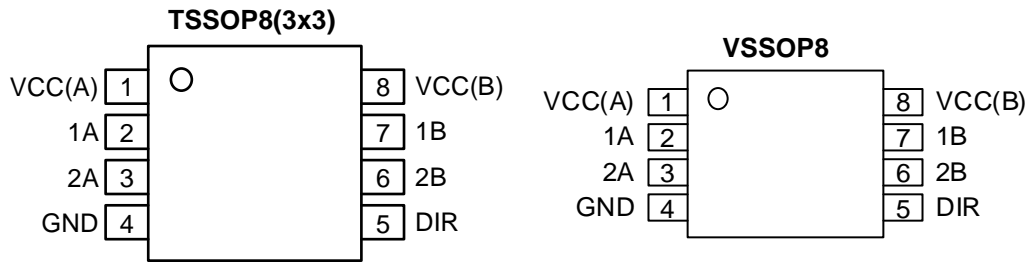 TSSOP8(3x3)
VCC(A) 1 8 VCC(B)
1A 2 7 1B
2A 3 6 2B
GND 4 5 DIR
VSSOP8
VCC(A) 1 8 VCC(B)
1A 2 7 1B
2A 3 6 2B
GND 4 5 DIR